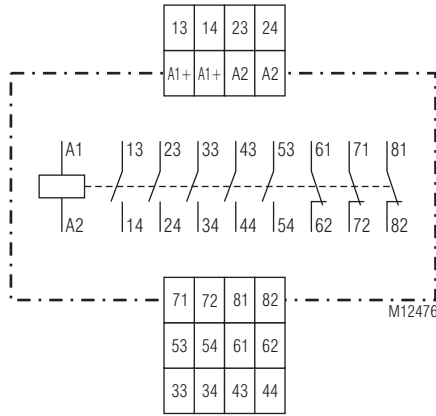 13 14 23 24
A1+ A1+ A2 A2
A1 13 23 33 43 53 61 71 81
A2 14 24 34 44 54 62 72 82
71 72 81 82
M12476
53 54 61 62
33 34 43 44